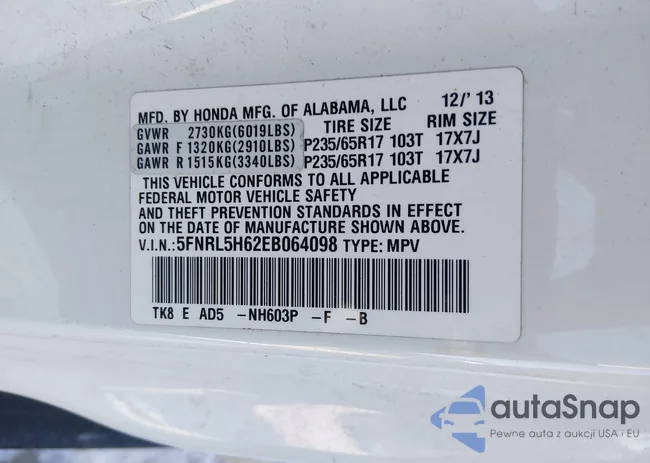 MFD. BY HONDA MFG. OF ALABAMA, LLC 12/'13
GVWR 2730KG(6019LBS) TIRE SIZE RIM SIZE
GAWR F 1320KG(2910LBS) P235/65R17 103T 17X7J
GAWR R 1515KG(3340LBS) P235/65R17 103T 17X7J
THIS VEHICLE CONFORMS TO ALL APPLICABLE
FEDERAL MOTOR VEHICLE SAFETY
AND THEFT PREVENTION STANDARDS IN EFFECT
ON THE DATE OF MANUFACTURE SHOWN ABOVE.
V.I.N.:5FNRL5H62EB064098 TYPE: MPV
TK8 E AD5 -NH603P -F -B
autaSnap
Pewne auta z aukcji USA i EU